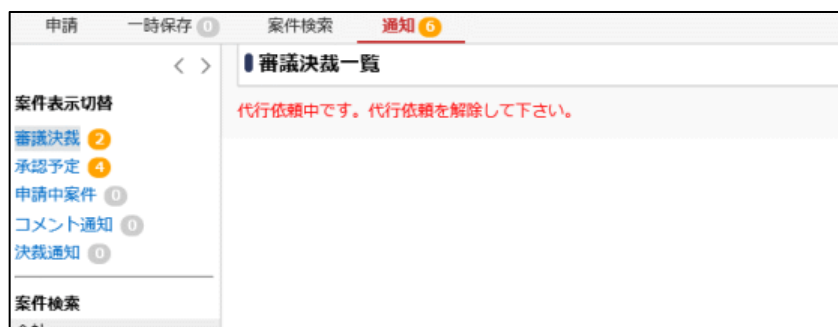 申請 一時保存 0 案件検索 通知 6
< >
審議決裁一覧
案件表示切替
代行依頼中です。代行依頼を解除して下さい。
審議決裁 2
承認予定 4
申請中案件 0
コメント通知 0
決裁通知 0
案件検索